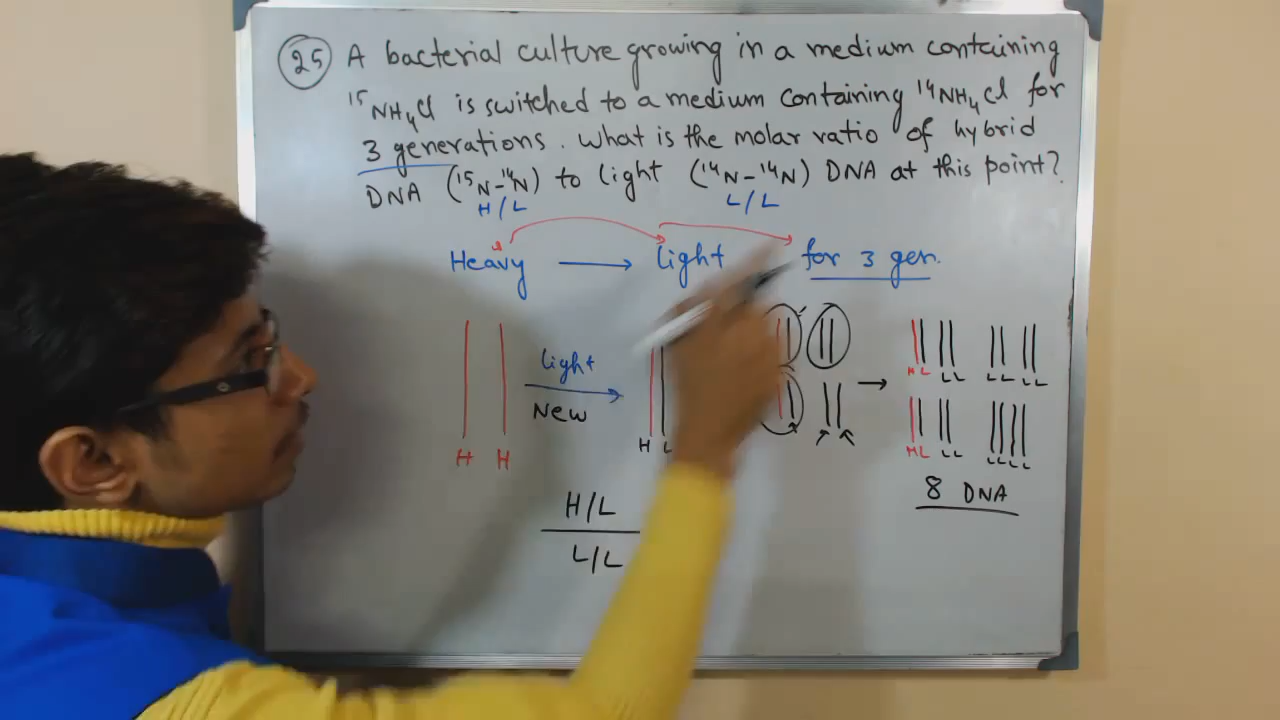 25 A bacterial culture growing in a medium containing
¹⁵NH₄Cl is switched to a medium containing ¹⁴NH₄Cl for
3 generations. What is the molar ratio of hybrid
DNA (¹⁵N-¹⁴N) to light (¹⁴N-¹⁴N) DNA at this point?
H/L L/L
Heavy → light for 3 gen.
light
New
→
H L L L L L L L
H H
H L
H L L L L L L L
8 DNA
H/L
L/L